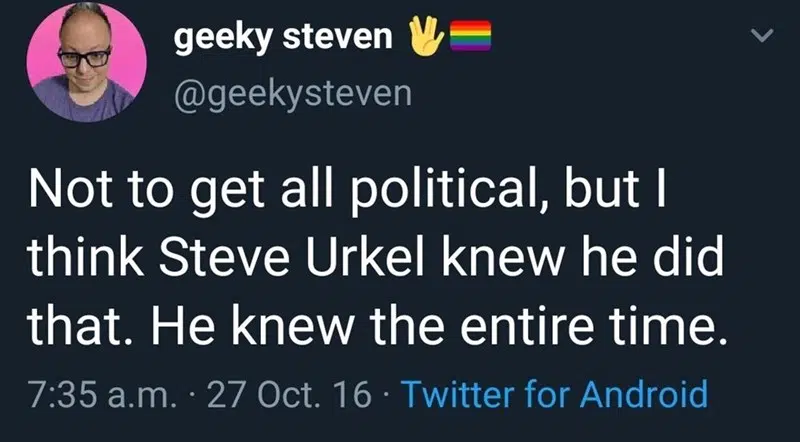 geeky steven 🖖🏳️‍🌈
@geekysteven
Not to get all political, but I
think Steve Urkel knew he did
that. He knew the entire time.
7:35 a.m. · 27 Oct. 16 · Twitter for Android